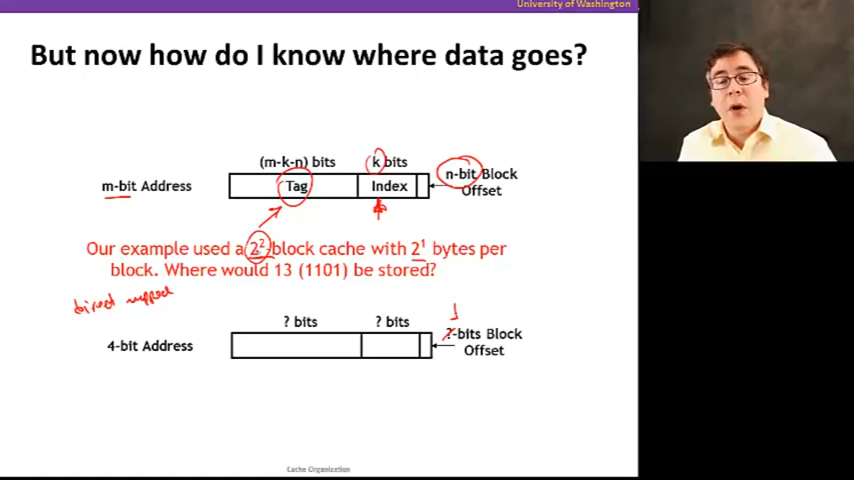 University of Washington
But now how do I know where data goes?
(m-k-n) bits k bits
m-bit Address Tag Index n-bit Block
Offset
Our example used a 2²-block cache with 2¹ bytes per
block. Where would 13 (1101) be stored?
direct mapped
1
? bits ? bits ?-bits Block
4-bit Address Offset
Cache Organization